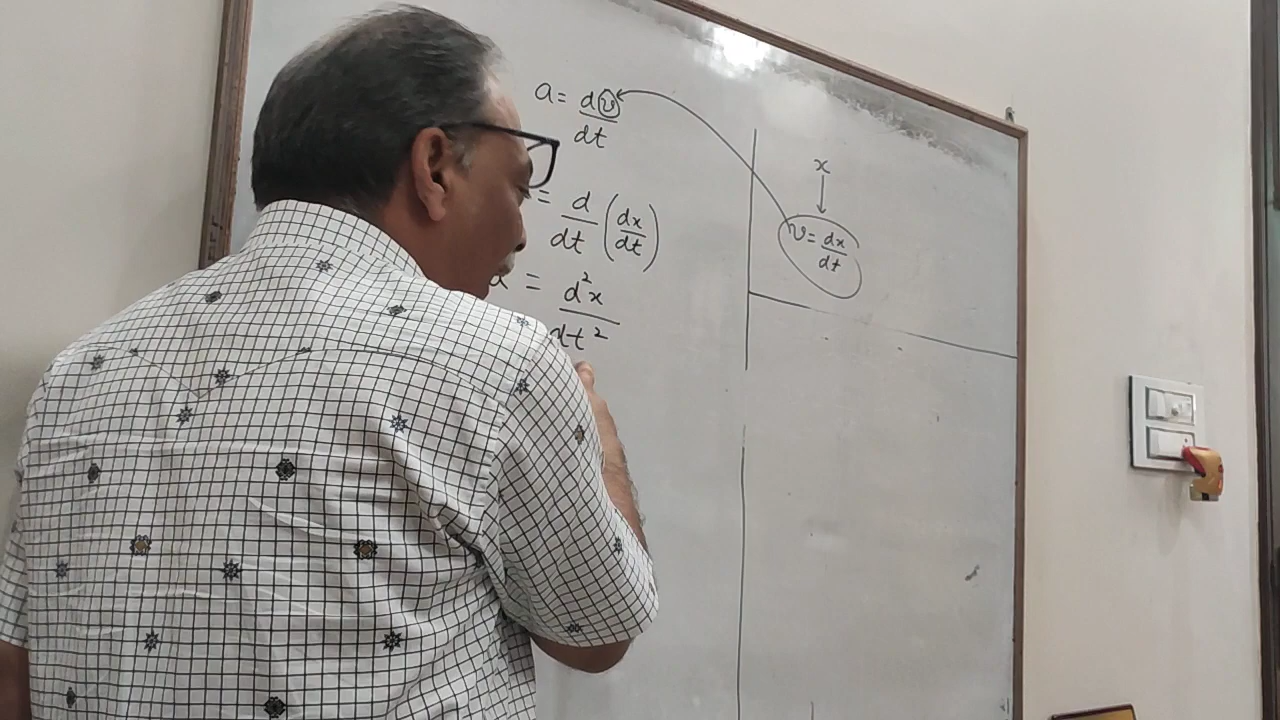 a = dv/dt
= d/dt (dx/dt)
a = d²x/dt²
x
v = dx/dt